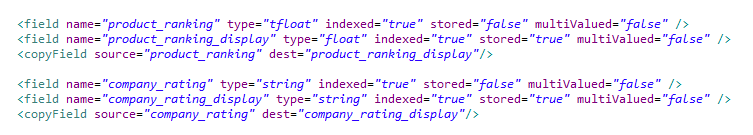 <field name="product_ranking" type="tfloat" indexed="true" stored="false" multiValued="false" />
<field name="product_ranking_display" type="float" indexed="true" stored="true" multiValued="false" />
<copyField source="product_ranking" dest="product_ranking_display"/>
<field name="company_rating" type="string" indexed="true" stored="false" multiValued="false" />
<field name="company_rating_display" type="string" indexed="true" stored="true" multiValued="false" />
<copyField source="company_rating" dest="company_rating_display"/>